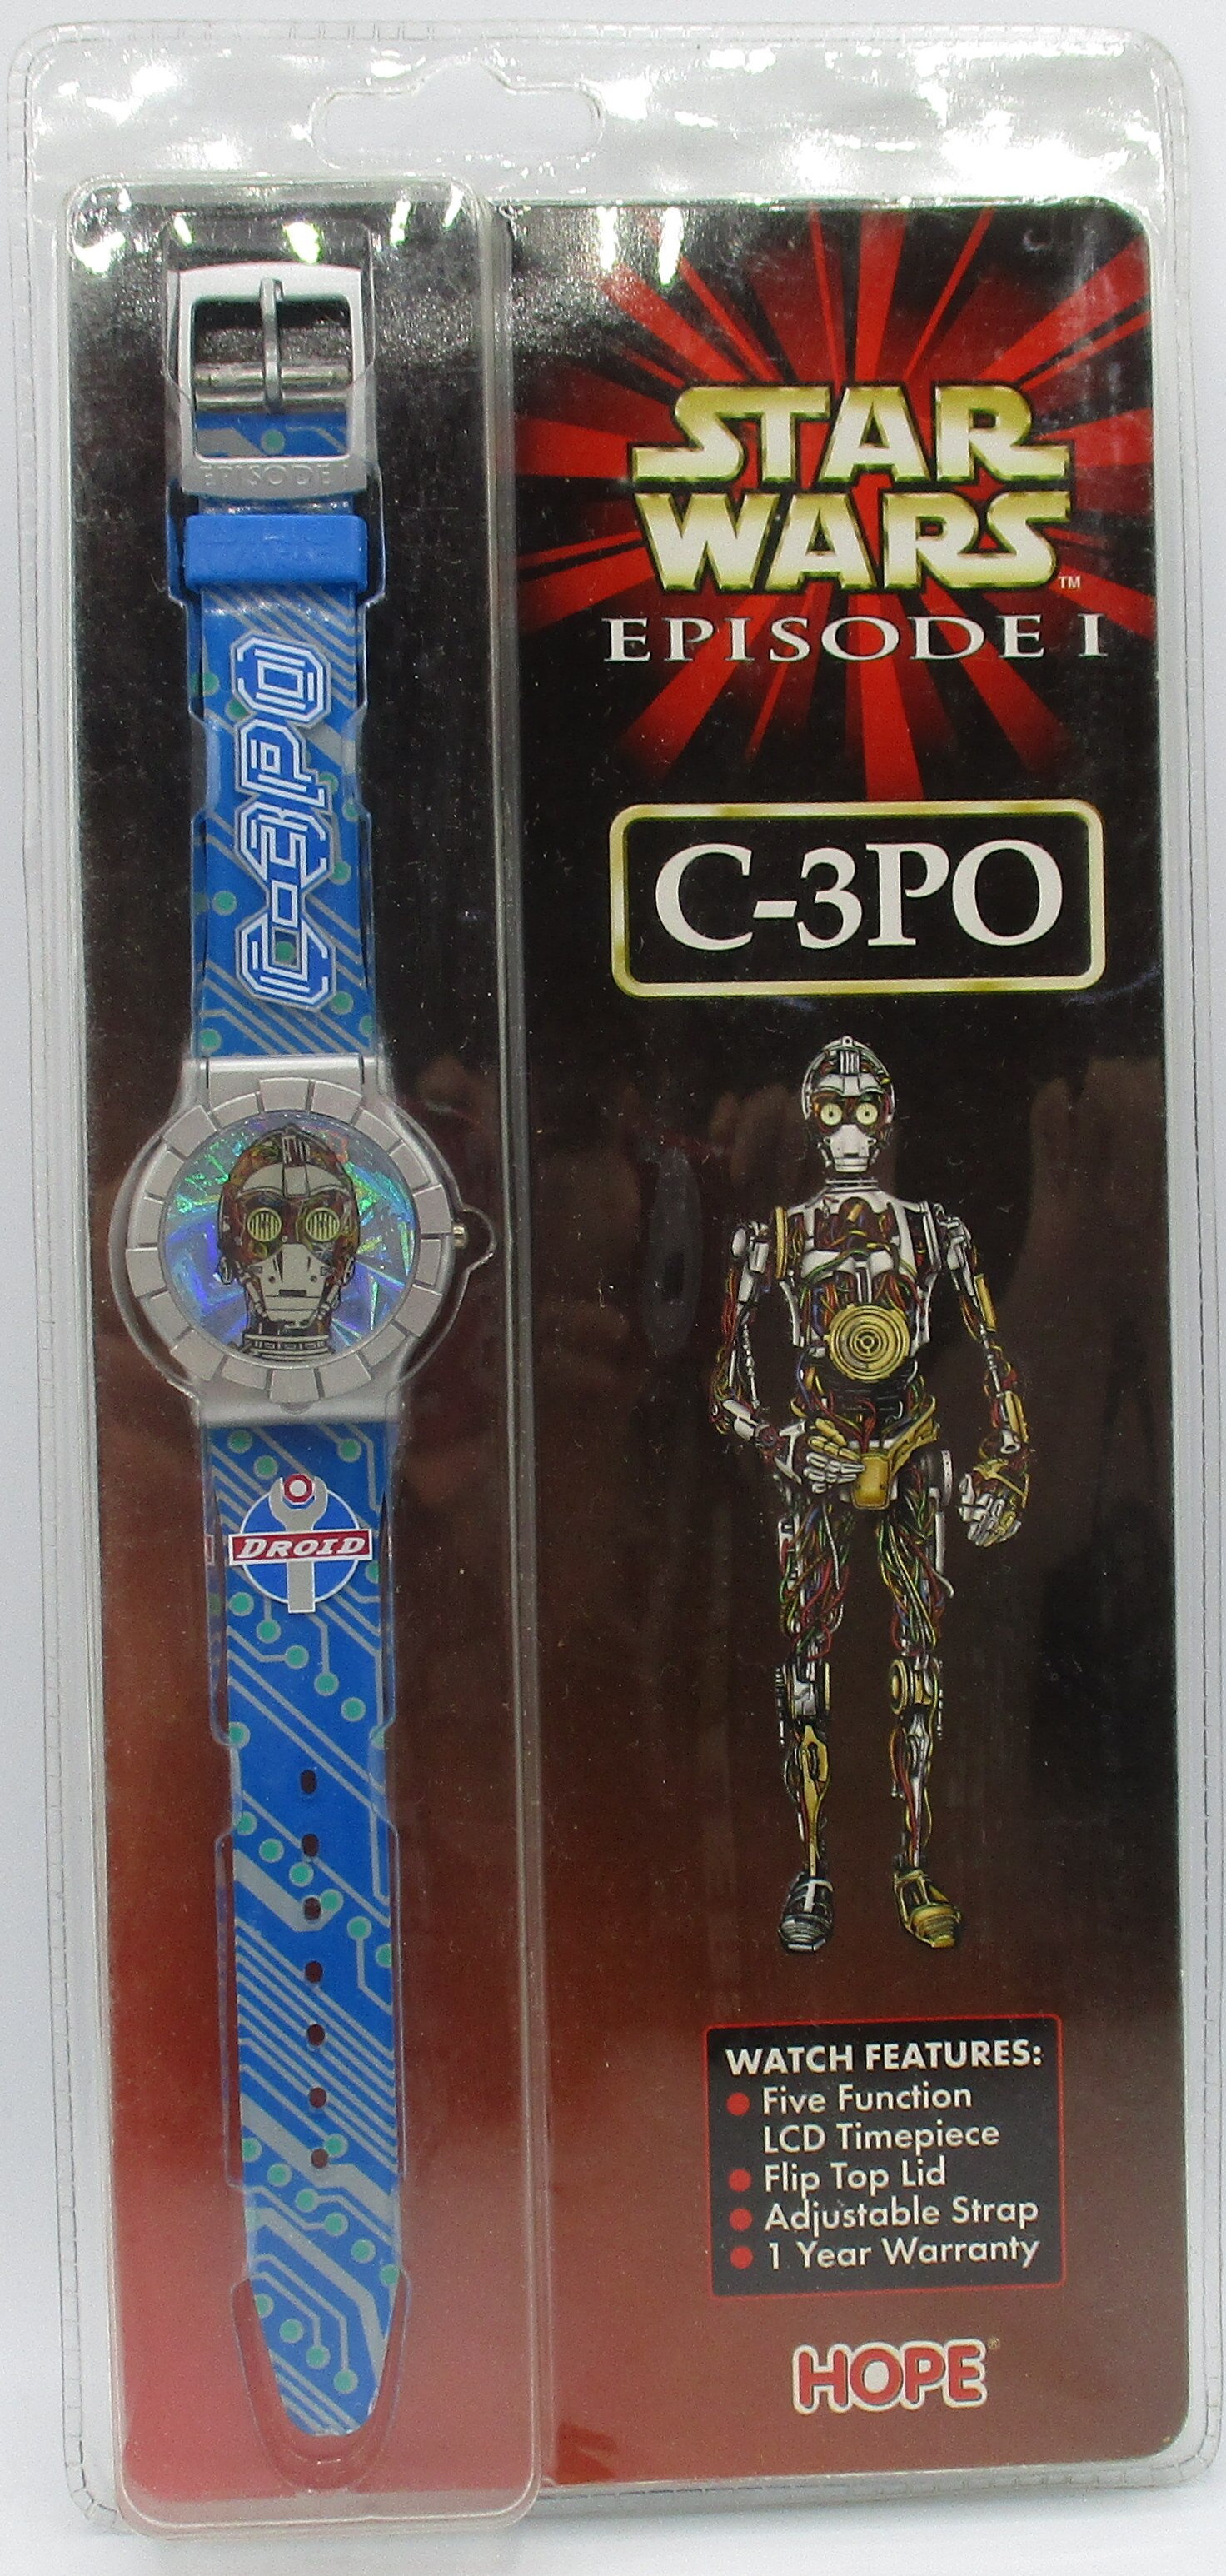 EPISODE I
C-3PO
DROID
STAR
WARS
TM
EPISODE I
C-3PO
WATCH FEATURES:
• Five Function
LCD Timepiece
• Flip Top Lid
• Adjustable Strap
• 1 Year Warranty
HOPE®